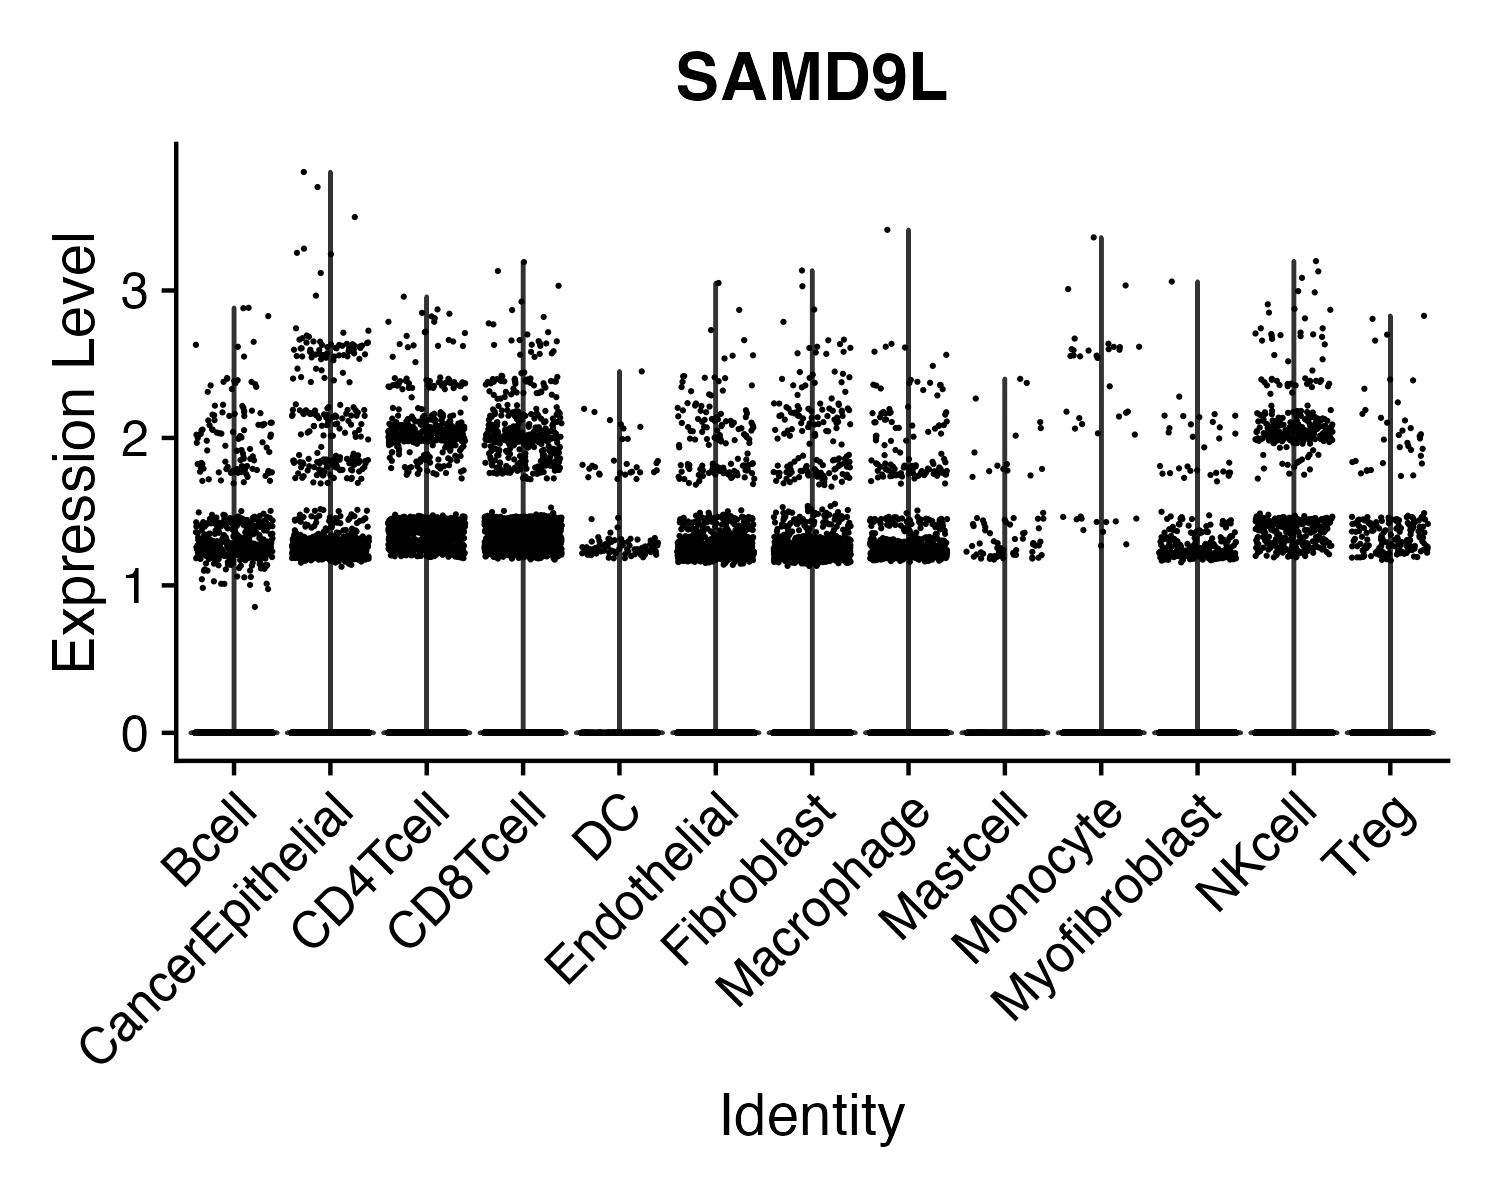 SAMD9L
Expression Level
3
2
1
0
Bcell
CancerEpithelial
CD4Tcell
CD8Tcell
DC
Endothelial
Fibroblast
Macrophage
Mastcell
Monocyte
Myofibroblast
NKcell
Treg
Identity